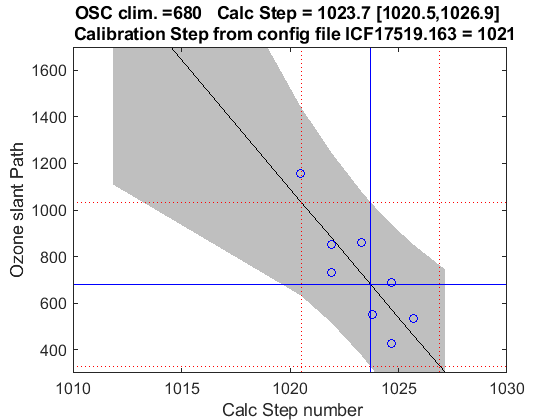 OSC clim. =680   Calc Step = 1023.7 [1020.5,1026.9]
Calibration Step from config file ICF17519.163 = 1021
Ozone slant Path
1600
1400
1200
1000
800
600
400
1010 1015 1020 1025 1030
Calc Step number